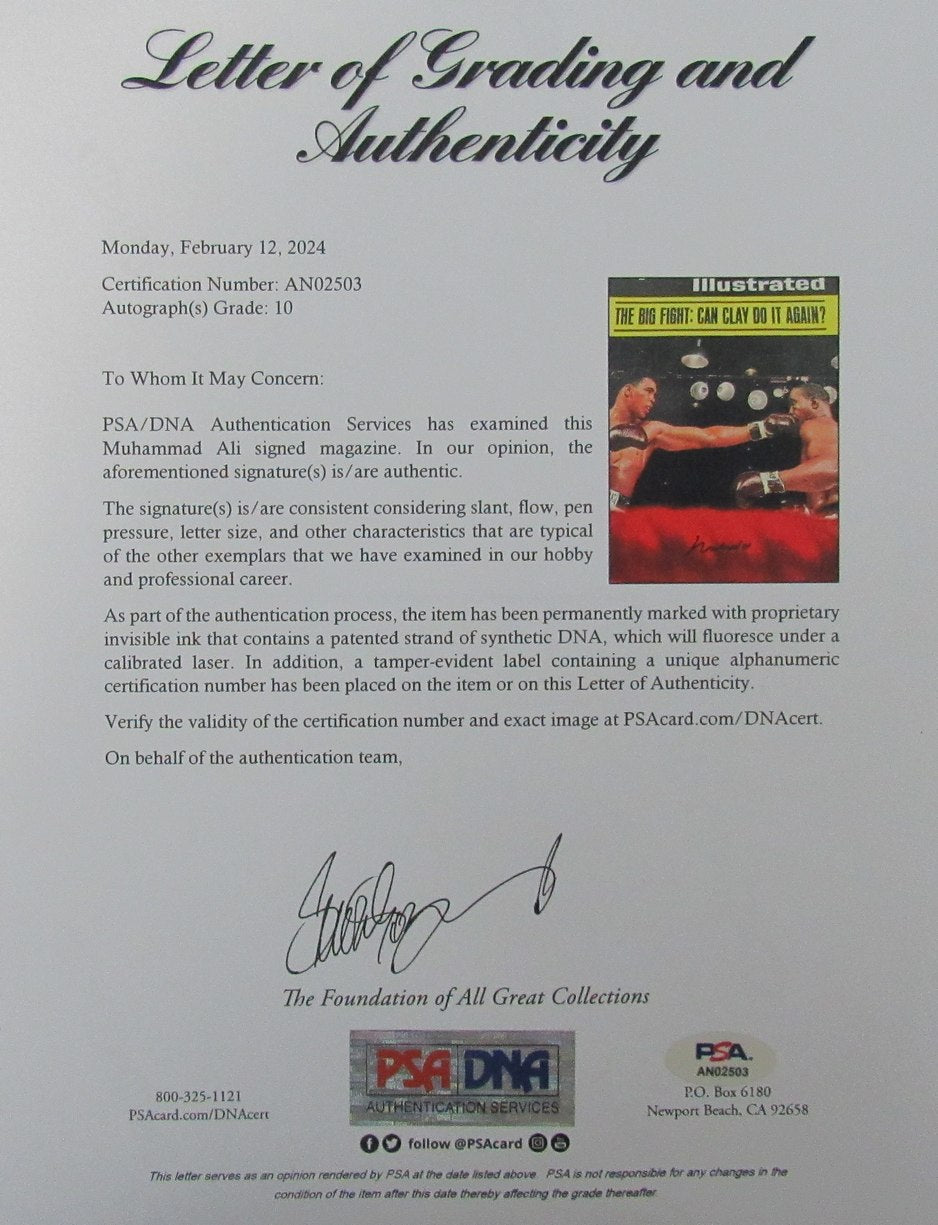 Letter of Grading and
Authenticity
Monday, February 12, 2024
Certification Number: AN02503
Autograph(s) Grade: 10
Illustrated
THE BIG FIGHT: CAN CLAY DO IT AGAIN?
To Whom It May Concern:
PSA/DNA Authentication Services has examined this
Muhammad Ali signed magazine. In our opinion, the
aforementioned signature(s) is/are authentic.
The signature(s) is/are consistent considering slant, flow, pen
pressure, letter size, and other characteristics that are typical
of the other exemplars that we have examined in our hobby
and professional career.
As part of the authentication process, the item has been permanently marked with proprietary
invisible ink that contains a patented strand of synthetic DNA, which will fluoresce under a
calibrated laser. In addition, a tamper-evident label containing a unique alphanumeric
certification number has been placed on the item or on this Letter of Authenticity.
Verify the validity of the certification number and exact image at PSAcard.com/DNAcert.
On behalf of the authentication team,
The Foundation of All Great Collections
800-325-1121
PSAcard.com/DNAcert
PSA DNA
AUTHENTICATION SERVICES
follow @PSAcard
PSA
AN02503
P.O. Box 6180
Newport Beach, CA 92658
This letter serves as an opinion rendered by PSA at the date listed above. PSA is not responsible for any changes in the
condition of the item after this date thereby affecting the grade thereafter.